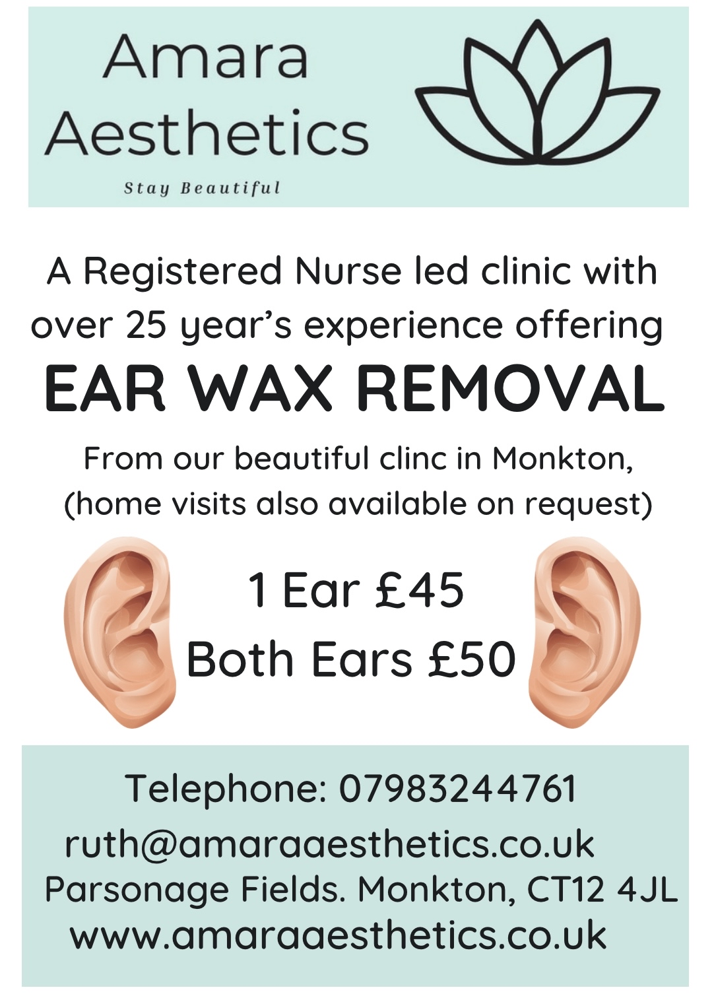 Amara
Aesthetics
Stay Beautiful
A Registered Nurse led clinic with
over 25 year’s experience offering
EAR WAX REMOVAL
From our beautiful clinc in Monkton,
(home visits also available on request)
1 Ear £45
Both Ears £50
Telephone: 07983244761
ruth@amaraaesthetics.co.uk
Parsonage Fields. Monkton, CT12 4JL
www.amaraaesthetics.co.uk